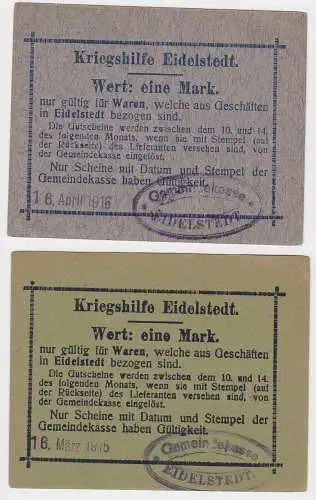 Kriegshilfe Eidelstedt.
Wert: eine Mark.
nur gültig für Waren, welche aus Geschäften
in Eidelstedt bezogen sind.
Die Gutscheine werden zwischen dem 10. und 14.
des folgenden Monats, wenn sie mit Stempel (auf
der Rückseite) des Lieferanten versehen sind, von
der Gemeindekasse eingelöst.
Nur Scheine mit Datum und Stempel der
Gemeindekasse haben Gültigkeit.
16. April 1915
Gemeindekasse
EIDELSTEDT.
Kriegshilfe Eidelstedt.
Wert: eine Mark.
nur gültig für Waren, welche aus Geschäften
in Eidelstedt bezogen sind.
Die Gutscheine werden zwischen dem 10. und 14.
des folgenden Monats, wenn sie mit Stempel (auf
der Rückseite) des Lieferanten versehen sind, von
der Gemeindekasse eingelöst.
Nur Scheine mit Datum und Stempel der
Gemeindekasse haben Gültigkeit.
16. März 1915
Gemeindekasse
EIDELSTEDT.